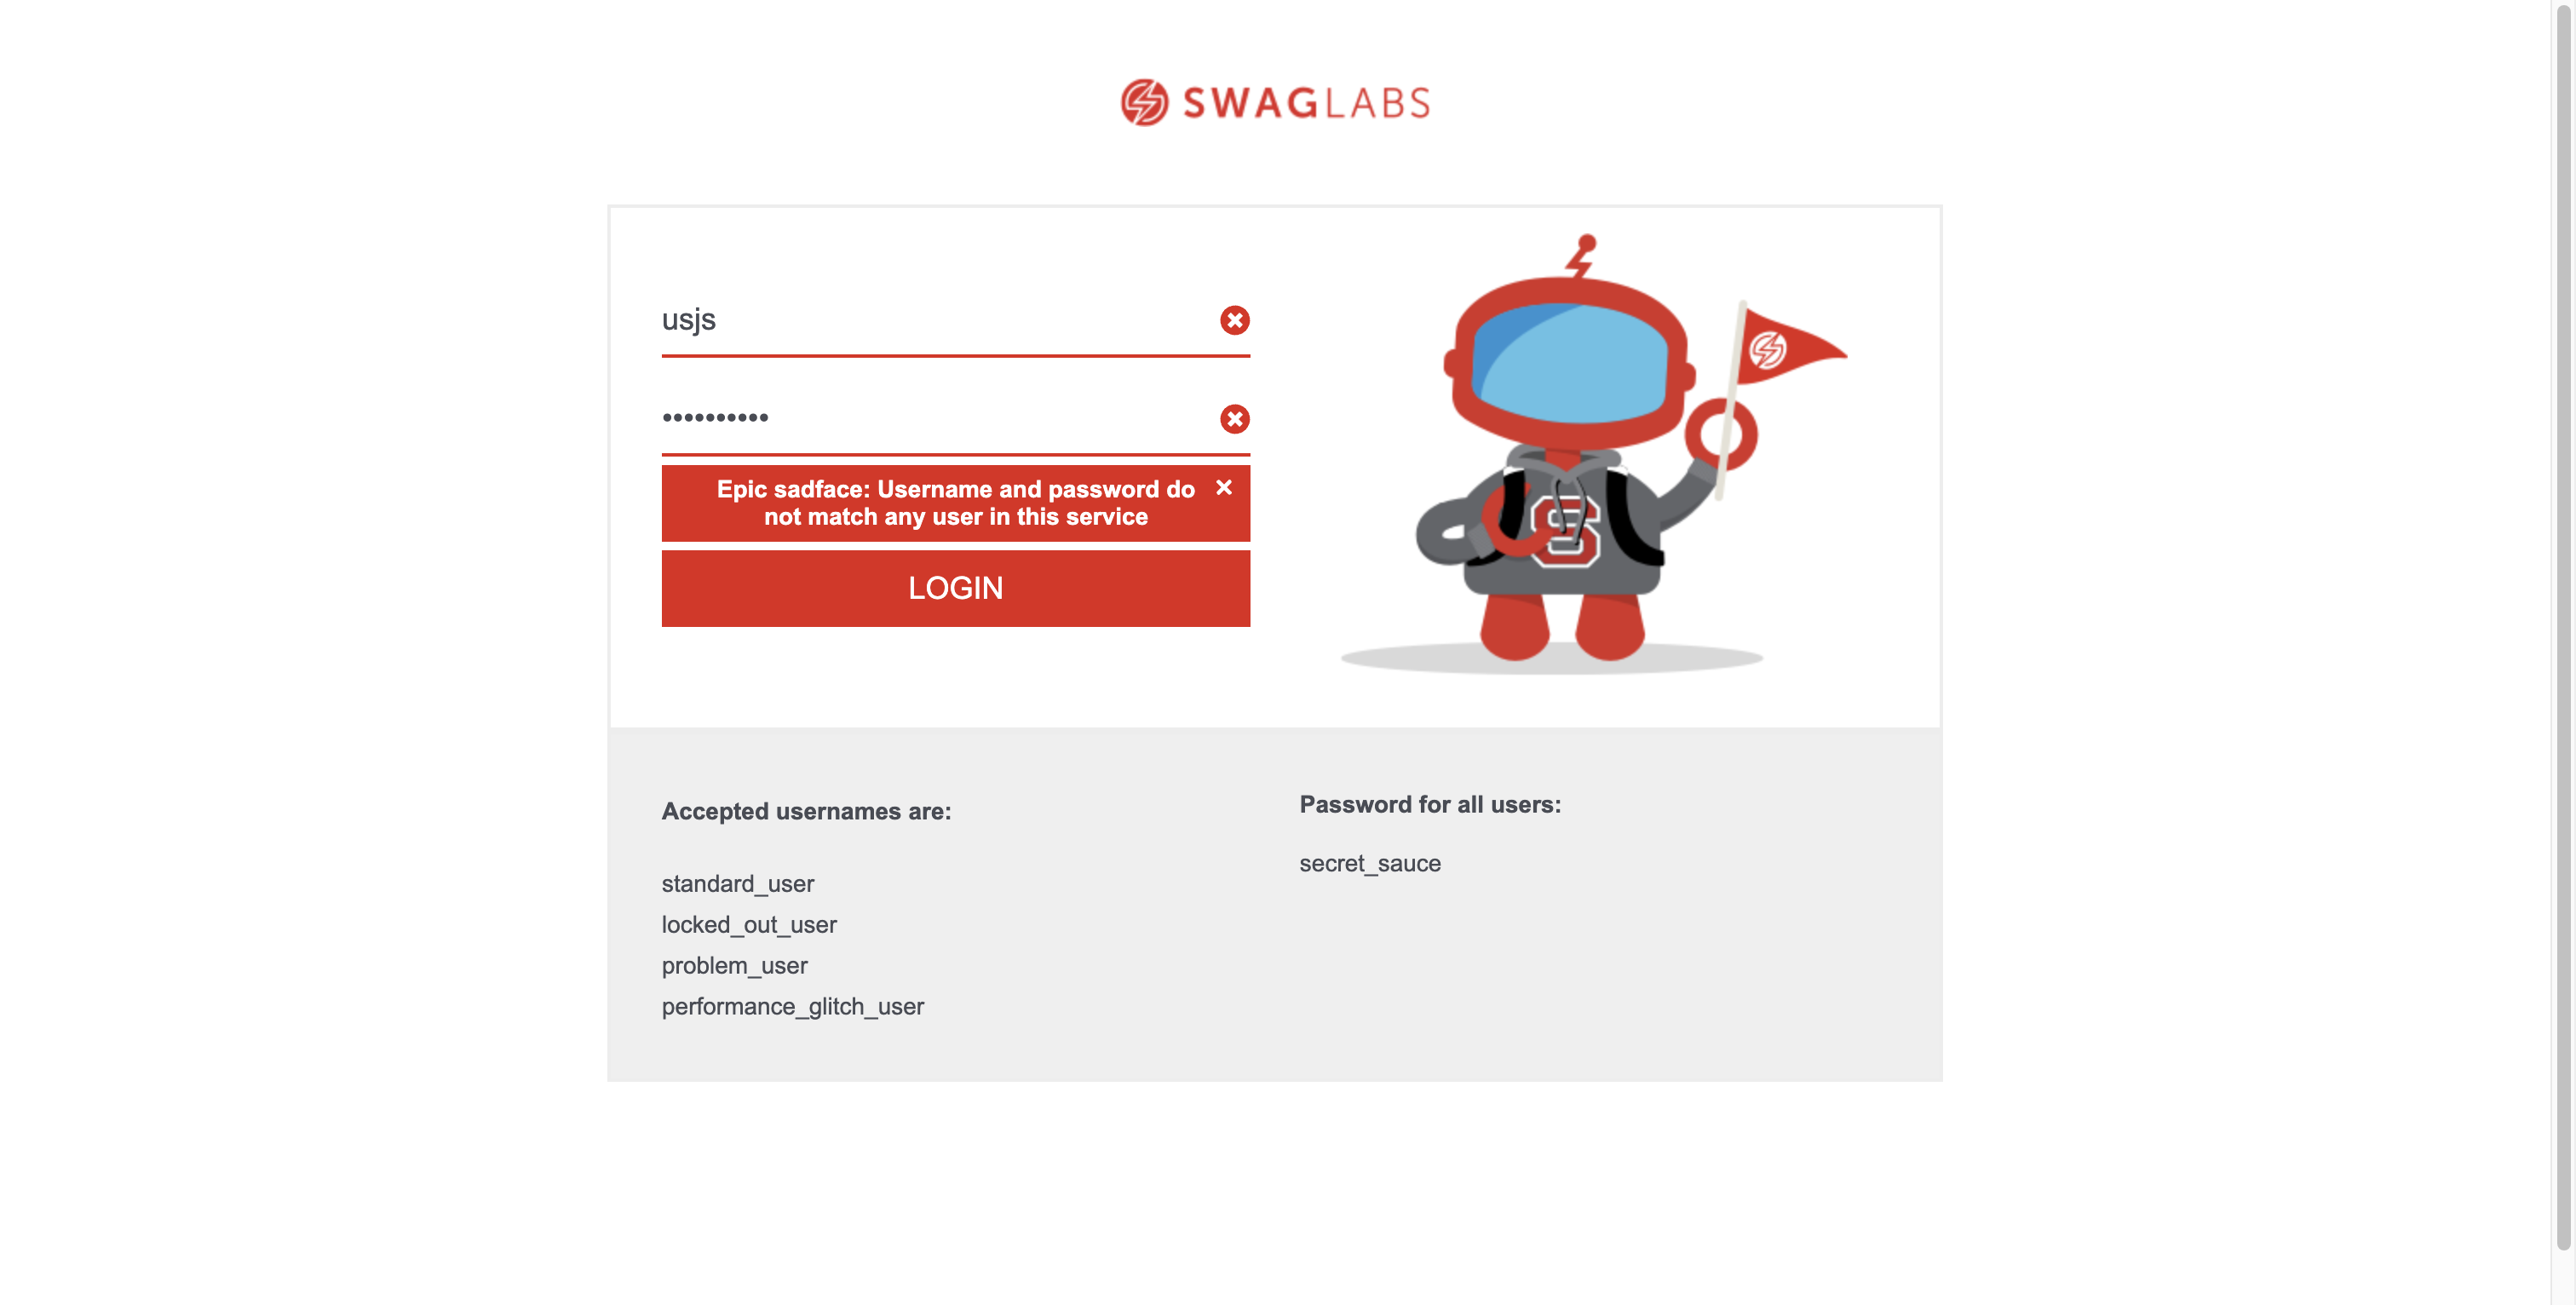 SWAGLABS
usjs
••••••••••
Epic sadface: Username and password do
not match any user in this service
LOGIN
S
Accepted usernames are:
standard_user
locked_out_user
problem_user
performance_glitch_user
Password for all users:
secret_sauce